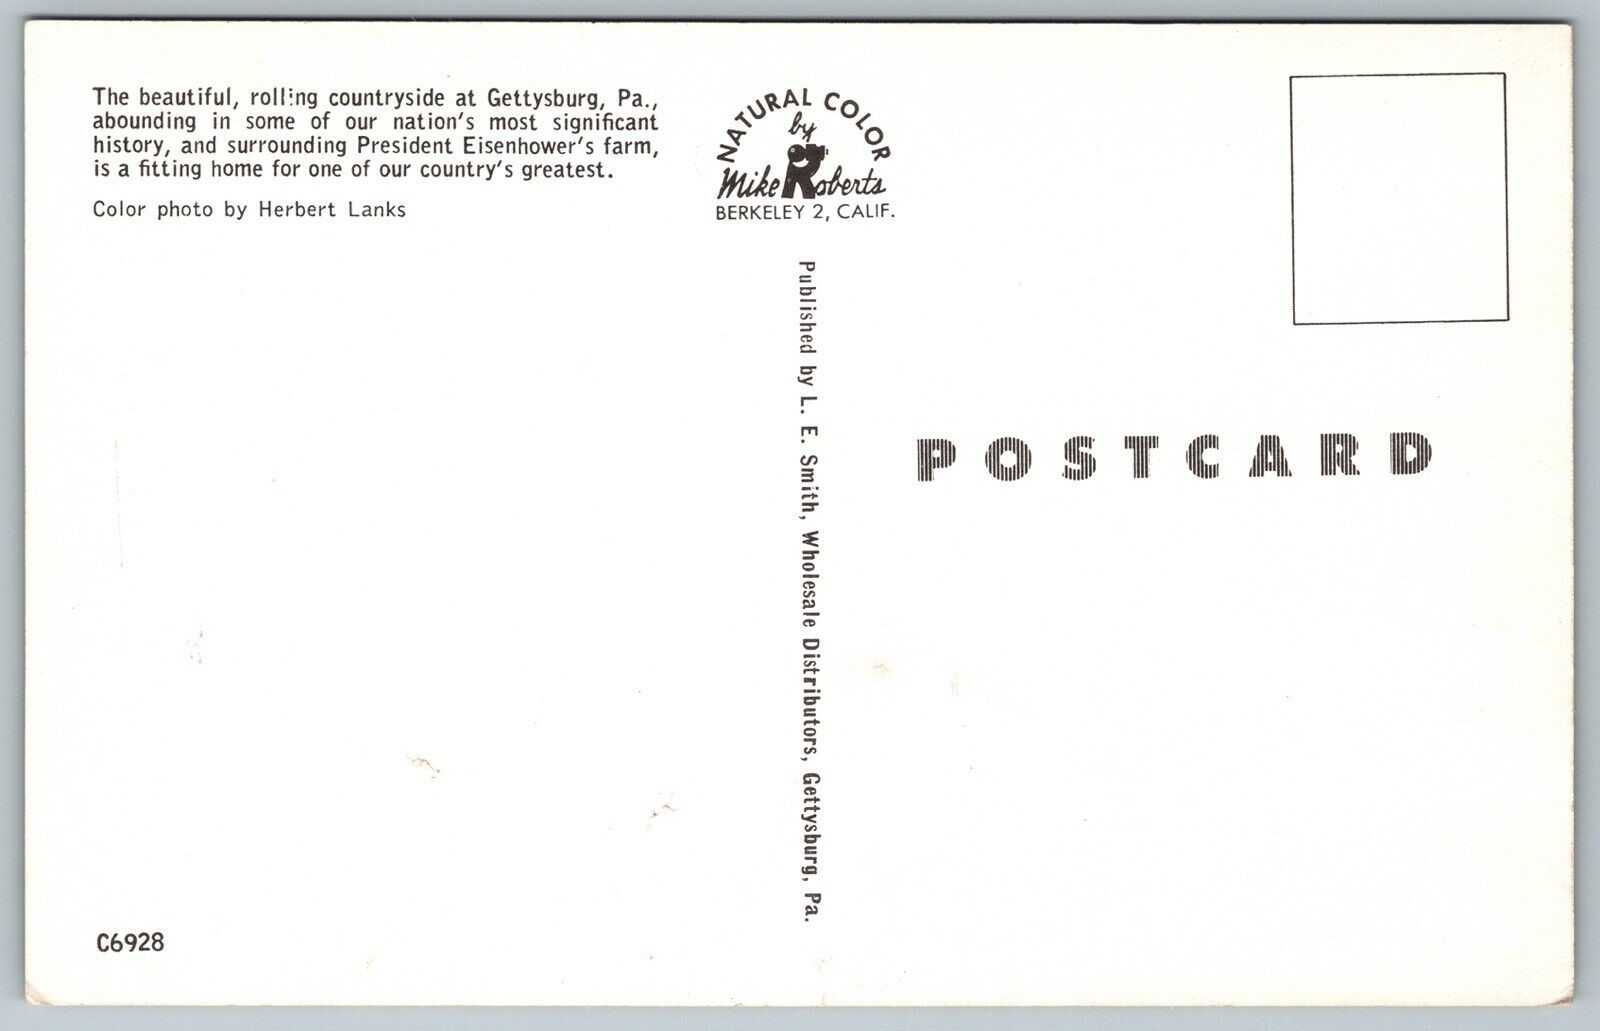 The beautiful, rolling countryside at Gettysburg, Pa.,
abounding in some of our nation's most significant
history, and surrounding President Eisenhower's farm,
is a fitting home for one of our country's greatest.
Color photo by Herbert Lanks
NATURAL COLOR
by
Mike Roberts
BERKELEY 2, CALIF.
Published by L. E. Smith, Wholesale Distributors, Gettysburg, Pa.
POSTCARD
C6928